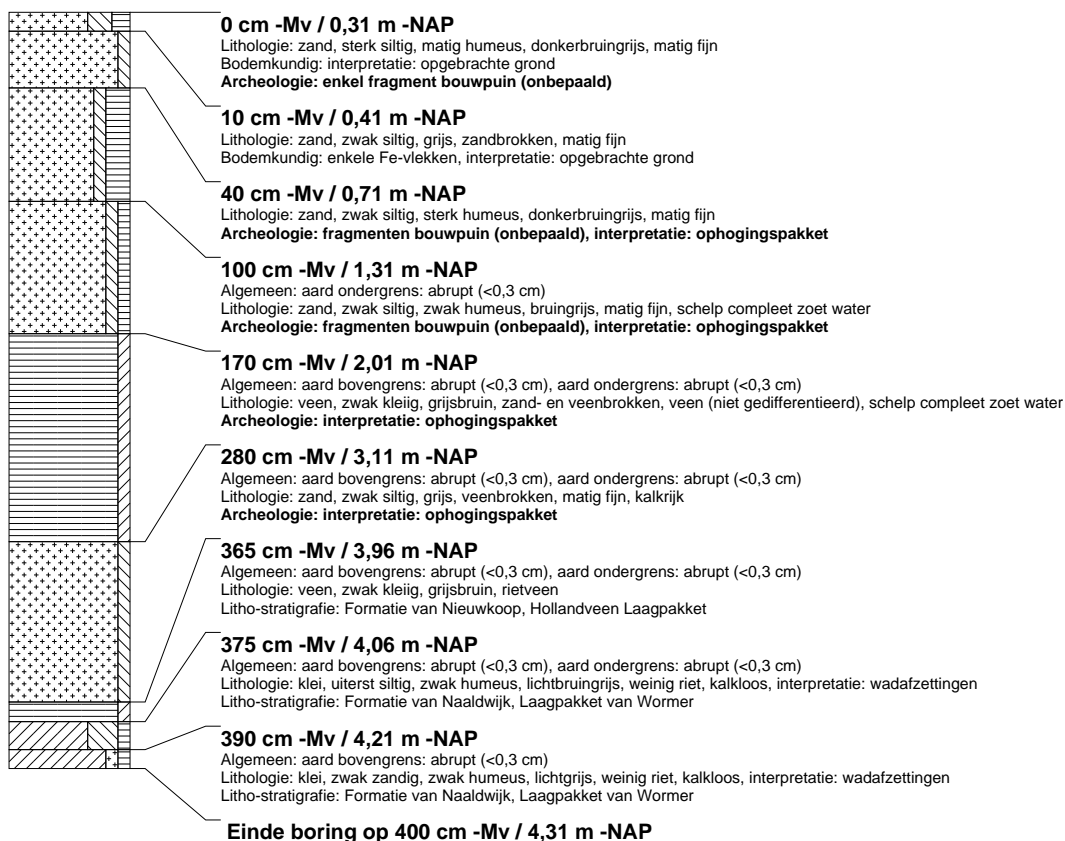 0 cm -Mv / 0,31 m -NAP
Lithologie: zand, sterk siltig, matig humeus, donkerbruingrijs, matig fijn
Bodemkundig: interpretatie: opgebrachte grond
Archeologie: enkel fragment bouwpuin (onbepaald)
10 cm -Mv / 0,41 m -NAP
Lithologie: zand, zwak siltig, grijs, zandbrokken, matig fijn
Bodemkundig: enkele Fe-vlekken, interpretatie: opgebrachte grond
40 cm -Mv / 0,71 m -NAP
Lithologie: zand, zwak siltig, sterk humeus, donkerbruingrijs, matig fijn
Archeologie: fragmenten bouwpuin (onbepaald), interpretatie: ophogingspakket
100 cm -Mv / 1,31 m -NAP
Algemeen: aard ondergrens: abrupt (<0,3 cm)
Lithologie: zand, zwak siltig, zwak humeus, bruingrijs, matig fijn, schelp compleet zoet water
Archeologie: fragmenten bouwpuin (onbepaald), interpretatie: ophogingspakket
170 cm -Mv / 2,01 m -NAP
Algemeen: aard bovengrens: abrupt (<0,3 cm), aard ondergrens: abrupt (<0,3 cm)
Lithologie: veen, zwak kleiig, grijsbruin, zand- en veenbrokken, veen (niet gedifferentieerd), schelp compleet zoet water
Archeologie: interpretatie: ophogingspakket
280 cm -Mv / 3,11 m -NAP
Algemeen: aard bovengrens: abrupt (<0,3 cm), aard ondergrens: abrupt (<0,3 cm)
Lithologie: zand, zwak siltig, grijs, veenbrokken, matig fijn, kalkrijk
Archeologie: interpretatie: ophogingspakket
365 cm -Mv / 3,96 m -NAP
Algemeen: aard bovengrens: abrupt (<0,3 cm), aard ondergrens: abrupt (<0,3 cm)
Lithologie: veen, zwak kleiig, grijsbruin, rietveen
Litho-stratigrafie: Formatie van Nieuwkoop, Hollandveen Laagpakket
375 cm -Mv / 4,06 m -NAP
Algemeen: aard bovengrens: abrupt (<0,3 cm), aard ondergrens: abrupt (<0,3 cm)
Lithologie: klei, uiterst siltig, zwak humeus, lichtbruingrijs, weinig riet, kalkloos, interpretatie: wadafzettingen
Litho-stratigrafie: Formatie van Naaldwijk, Laagpakket van Wormer
390 cm -Mv / 4,21 m -NAP
Algemeen: aard bovengrens: abrupt (<0,3 cm)
Lithologie: klei, zwak zandig, zwak humeus, lichtgrijs, weinig riet, kalkloos, interpretatie: wadafzettingen
Litho-stratigrafie: Formatie van Naaldwijk, Laagpakket van Wormer
Einde boring op 400 cm -Mv / 4,31 m -NAP